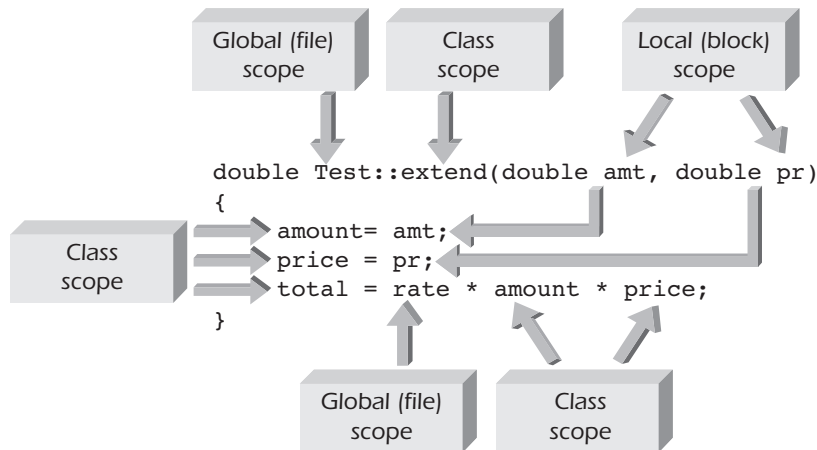 Global (file)
scope
Class
scope
Local (block)
scope
double Test::extend(double amt, double pr)
{
amount= amt;
price = pr;
total = rate * amount * price;
}
Class
scope
Global (file)
scope
Class
scope